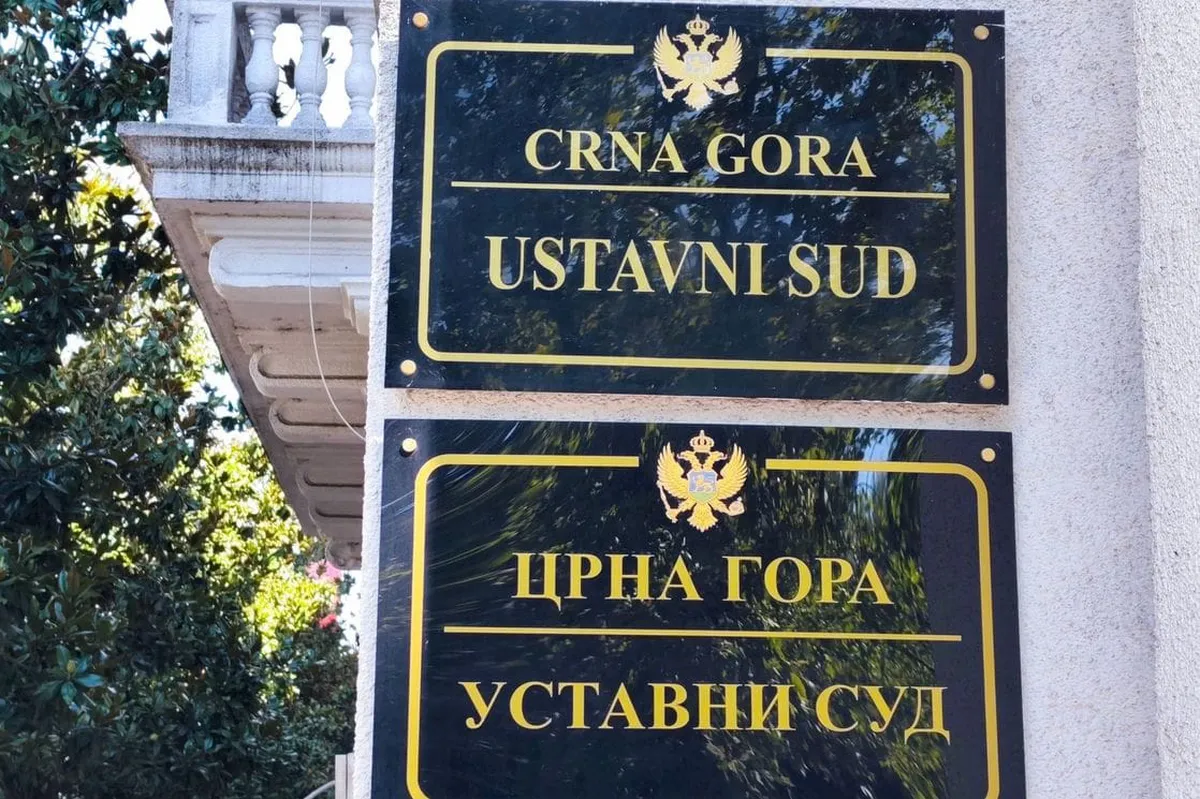 CRNA GORA
USTAVNI SUD
ЦРНА ГОРА
УСТАВНИ СУД